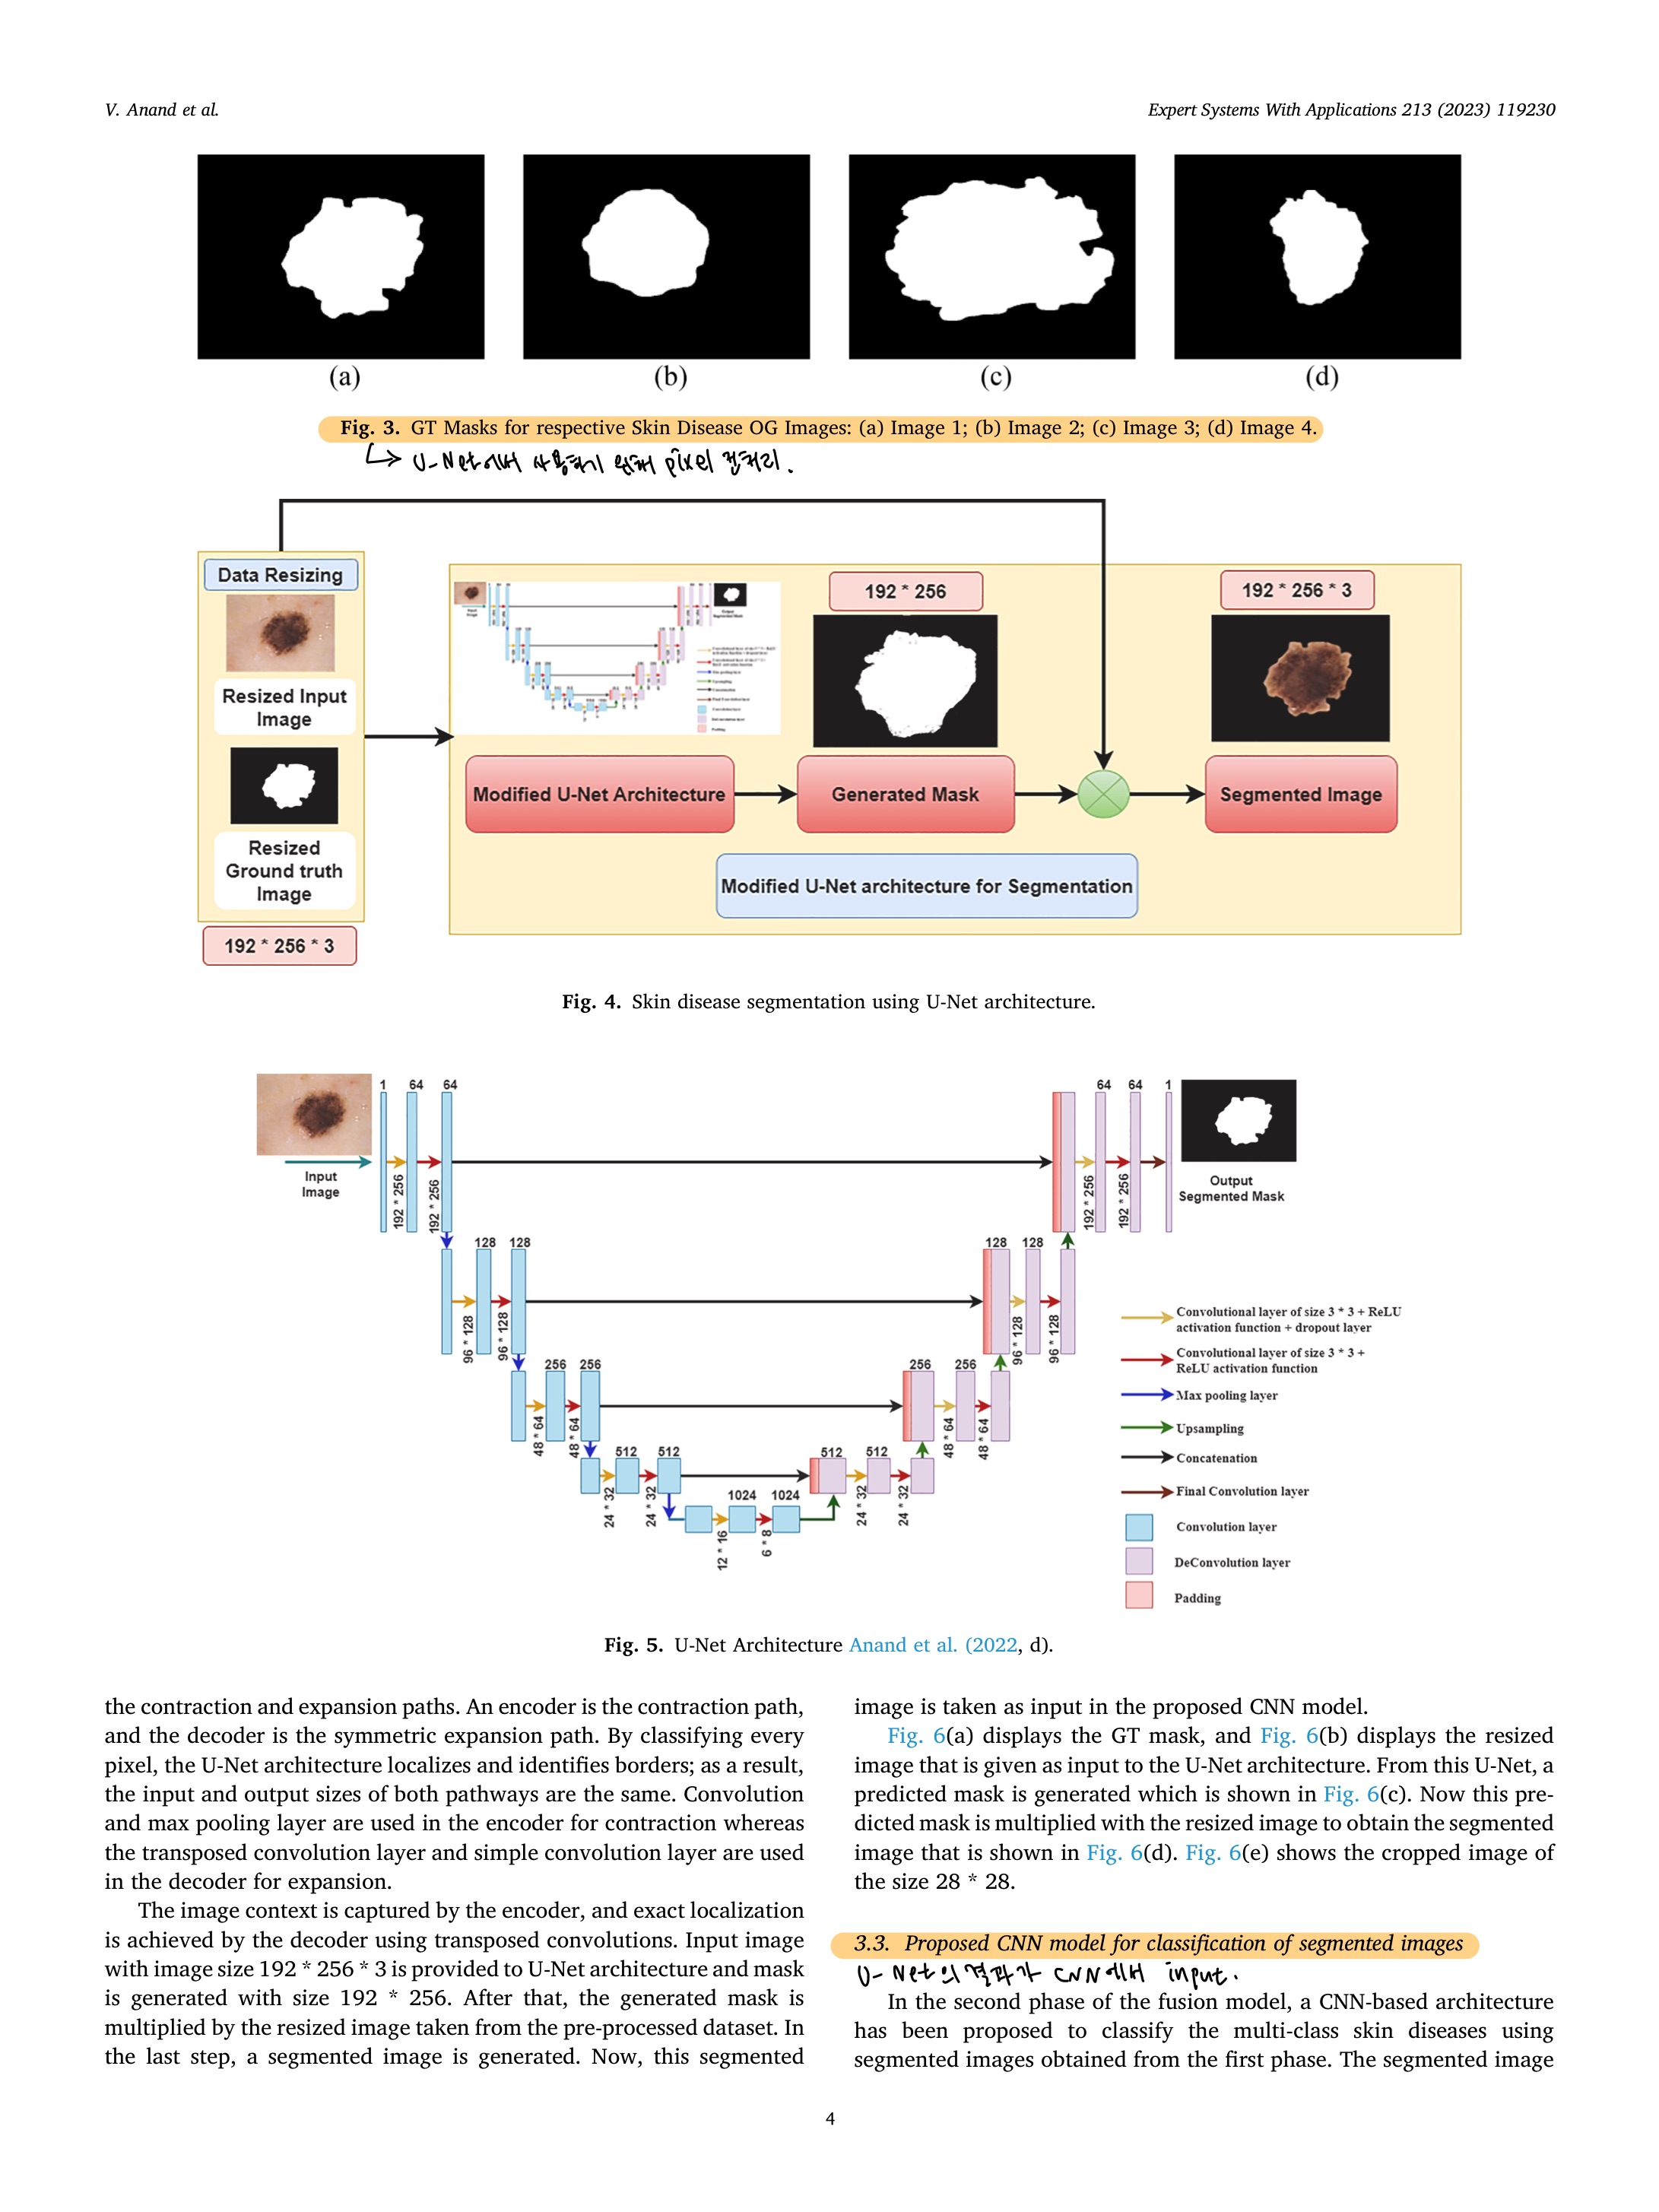 V. Anand et al.
Expert Systems With Applications 213 (2023) 119230
(a)
(b)
(c)
(d)
Fig. 3. GT Masks for respective Skin Disease OG Images: (a) Image 1; (b) Image 2; (c) Image 3; (d) Image 4.
U-Net에서 사용하기 위해 pixel 전처리.
Data Resizing
Resized Input
Image
Resized
Ground truth
Image
192 * 256 * 3
192 * 256
192 * 256 * 3
Modified U-Net Architecture
Generated Mask
Segmented Image
Modified U-Net architecture for Segmentation
Fig. 4. Skin disease segmentation using U-Net architecture.
1
64
64
64
64
1
Input
Image
192 * 256
192 * 256
192 * 256
192 * 256
Output
Segmented Mask
128
128
128
128
96 * 128
96 * 128
96 * 128
96 * 128
256
256
256
256
48 * 64
48 * 64
48 * 64
48 * 64
512
512
512
512
24 * 32
24 * 32
24 * 32
24 * 32
1024
1024
12 * 16
6 * 8
Convolutional layer of size 3 * 3 + ReLU
activation function + dropout layer
Convolutional layer of size 3 * 3 +
ReLU activation function
Max pooling layer
Upsampling
Concatenation
Final Convolution layer
Convolution layer
DeConvolution layer
Padding
Fig. 5. U-Net Architecture Anand et al. (2022, d).
the contraction and expansion paths. An encoder is the contraction path,
and the decoder is the symmetric expansion path. By classifying every
pixel, the U-Net architecture localizes and identifies borders; as a result,
the input and output sizes of both pathways are the same. Convolution
and max pooling layer are used in the encoder for contraction whereas
the transposed convolution layer and simple convolution layer are used
in the decoder for expansion.
The image context is captured by the encoder, and exact localization
is achieved by the decoder using transposed convolutions. Input image
with image size 192 * 256 * 3 is provided to U-Net architecture and mask
is generated with size 192 * 256. After that, the generated mask is
multiplied by the resized image taken from the pre-processed dataset. In
the last step, a segmented image is generated. Now, this segmented
image is taken as input in the proposed CNN model.
Fig. 6(a) displays the GT mask, and Fig. 6(b) displays the resized
image that is given as input to the U-Net architecture. From this U-Net, a
predicted mask is generated which is shown in Fig. 6(c). Now this pre-
dicted mask is multiplied with the resized image to obtain the segmented
image that is shown in Fig. 6(d). Fig. 6(e) shows the cropped image of
the size 28 * 28.
3.3. Proposed CNN model for classification of segmented images
U-Net의 결과가 CNN에서 input.
In the second phase of the fusion model, a CNN-based architecture
has been proposed to classify the multi-class skin diseases using
segmented images obtained from the first phase. The segmented image
4